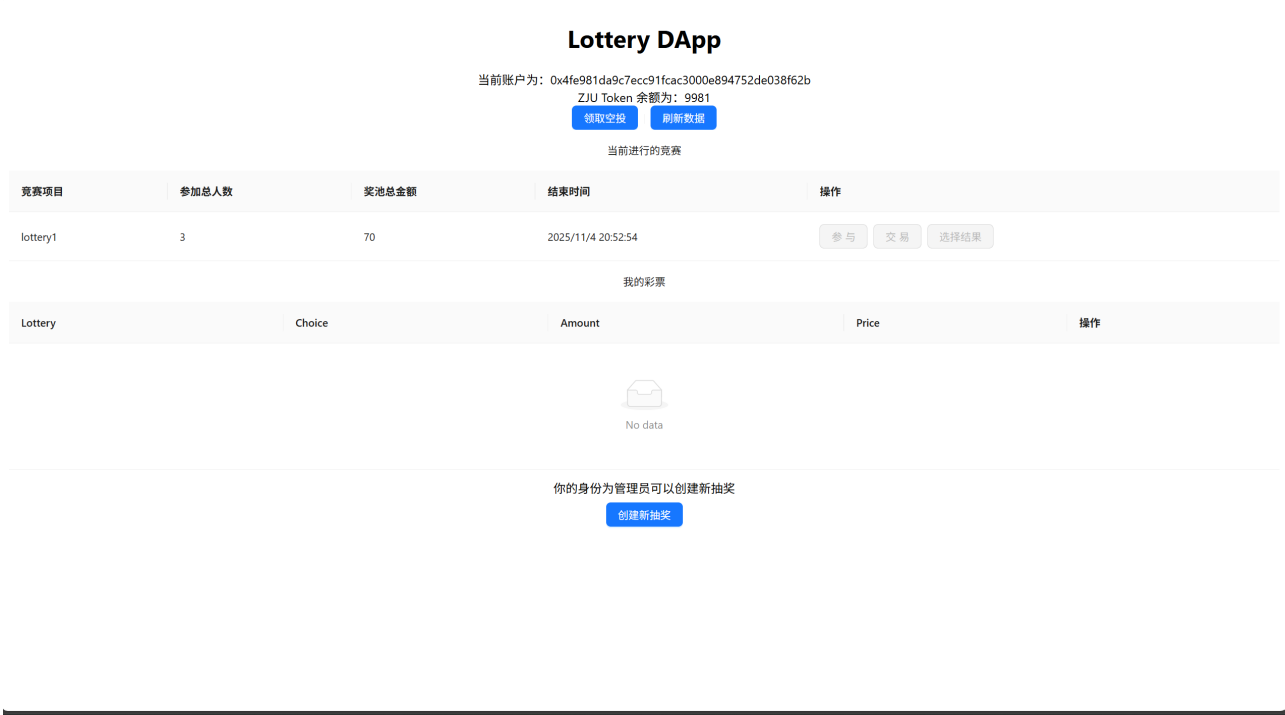 Lottery DApp
当前账户为：0x4fe981da9c7ecc91fcac3000e894752de038f62b
ZJU Token 余额为：9981
领取空投 刷新数据
当前进行的竞赛
竞赛项目 参加总人数 奖池总金额 结束时间 操作
lottery1 3 70 2025/11/4 20:52:54 参 与 交 易 选择结果
我的彩票
Lottery Choice Amount Price 操作
No data
你的身份为管理员可以创建新抽奖
创建新抽奖